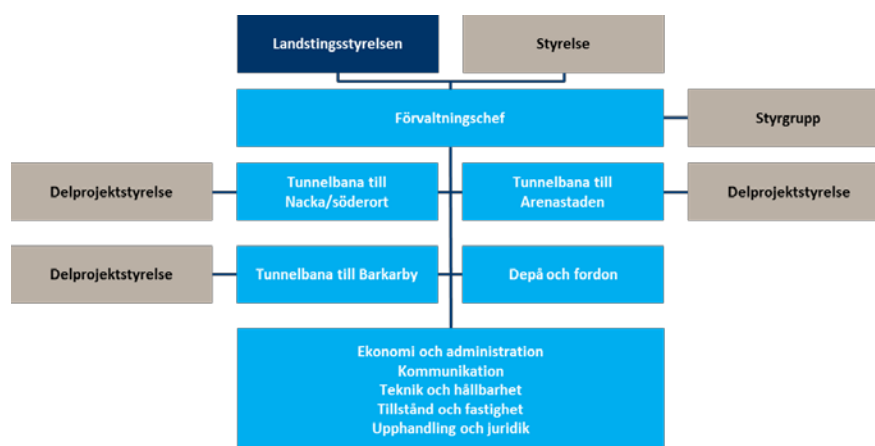 Landstingsstyrelsen
Styrelse
Förvaltningschef
Styrgrupp
Delprojektstyrelse
Tunnelbana till
Nacka/söderort
Tunnelbana till
Arenastaden
Delprojektstyrelse
Delprojektstyrelse
Tunnelbana till Barkarby
Depå och fordon
Ekonomi och administration
Kommunikation
Teknik och hållbarhet
Tillstånd och fastighet
Upphandling och juridik